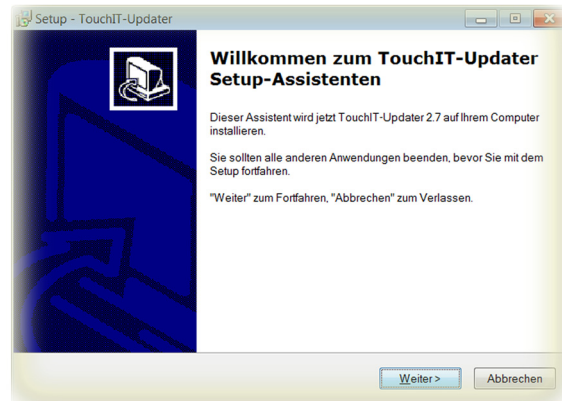 Setup - TouchIT-Updater
Willkommen zum TouchIT-Updater
Setup-Assistenten
Dieser Assistent wird jetzt TouchIT-Updater 2.7 auf Ihrem Computer
installieren.
Sie sollten alle anderen Anwendungen beenden, bevor Sie mit dem
Setup fortfahren.
"Weiter" zum Fortfahren, "Abbrechen" zum Verlassen.
Weiter > Abbrechen